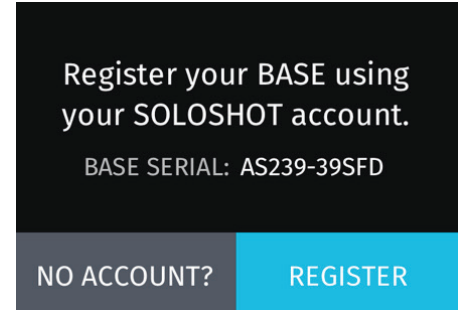 Register your BASE using
your SOLOSHOT account.
BASE SERIAL: AS239-39SFD
NO ACCOUNT?
REGISTER